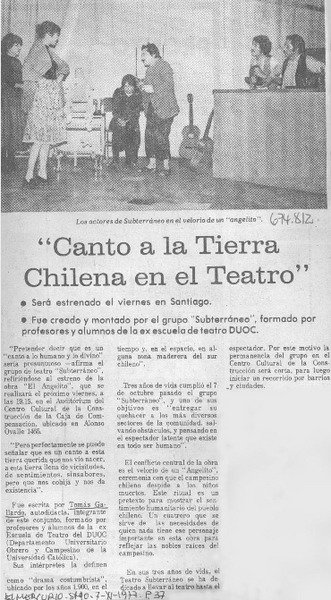 Los actores de Subterráneo en el velorio de un "angelito".
674.812
"Canto a la Tierra
Chilena en el Teatro"
● Será estrenado el viernes en Santiago.
● Fue creado y montado por el grupo "Subterráneo", formado por
profesores y alumnos de la ex escuela de teatro DUOC.
"Pretender decir que es un
"canto a lo humano y lo divino"
sería presuntuoso —afirma el
grupo de teatro "Subterráneo",
refiriéndose al estreno de la
obra "El Angelito", que se
realizará el próximo viernes, a
las 19.15, en el Auditorium del
Centro Cultural de la Cons-
trucción de la Caja de Com-
pensación, ubicado en Alonso
Ovalle 1465.
"Pero perfectamente se puede
señalar que es un canto a esta
tierra querida que nos vio nacer,
a esta tierra llena de vicisitudes,
de sentimientos, sinsabores,
pero que nos cobija y nos da
existencia".
Fue escrita por Tomás Ga-
llardo, autodidacta, integrante
de este conjunto, formado por
profesores y alumnos de la ex
Escuela de Teatro del DUOC
(Departamento Universitario
Obrero y Campesino de la
Universidad Católica).
Sus intérpretes la definen
como "drama costumbrista",
ubicado por los años 1.900, en el
tiempo y, en el espacio, en
alguna zona maderera del sur
chileno".
Tres años de vida cumplió el 7
de octubre pasado el grupo
"Subterráneo", y uno de sus
objetivos es "entregar su
quehacer a los más diversos
sectores de la comunidad, sal-
vando obstáculos, y pensando en
el espectador latente que existe
en todo ser humano".
El conflicto central de la obra
es el velorio de un "Angelito",
ceremonia con que el campesino
chileno despide a los niños
muertos. Este ritual es un
pretexto para mostrar el sen-
timiento humanitario del pueblo
chileno. Un cuatrero que se
sirve de las necesidades de
quien nada tiene ese personaje
importante en esta obra para
reflejar las nobles raíces del
campesino.
En sus tres años de vida, el
Teatro Subterráneo se ha de-
dicado a llevar al teatro hasta el
espectador. Por este motivo la
permanencia del grupo en el
Centro Cultural de la Cons-
trucción será corta, para luego
iniciar un recorrido por barrios
y ciudades.
EL MERCURIO - STGO. 7-XI-1977 P. 37